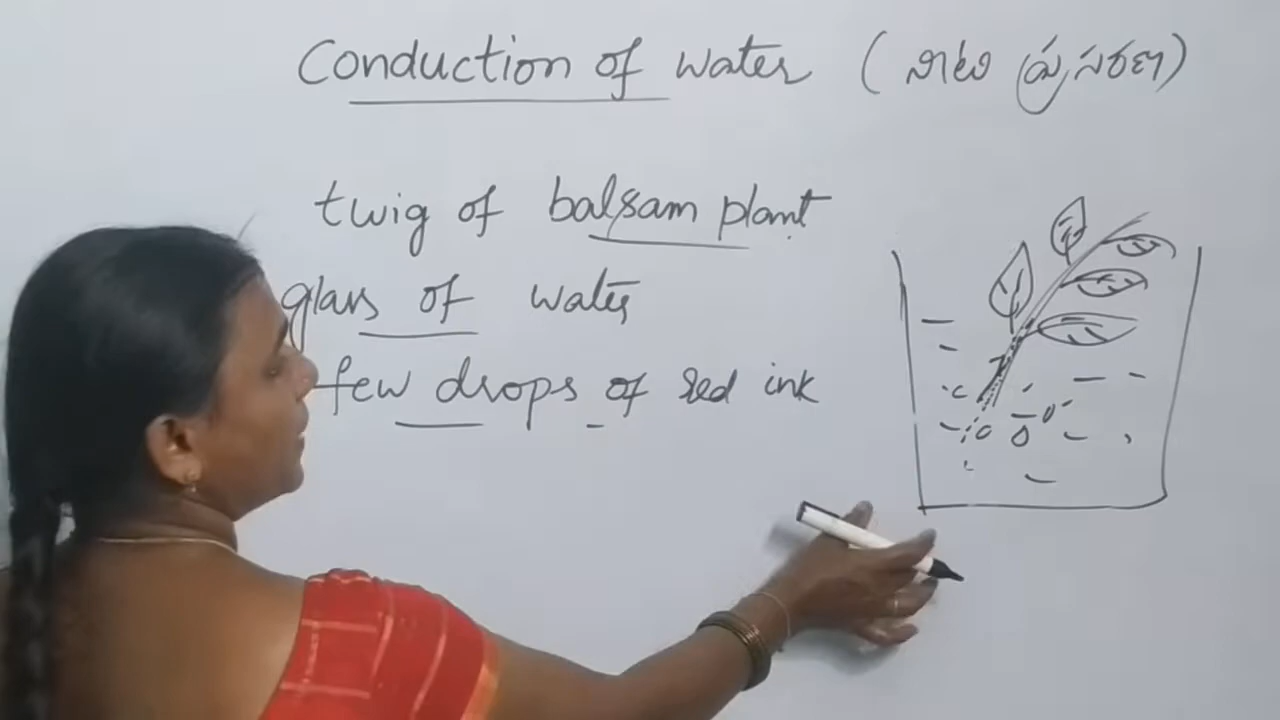 Conduction of water (నీటి ప్రసరణ)
twig of balsam plant
glass of water
few drops of red ink